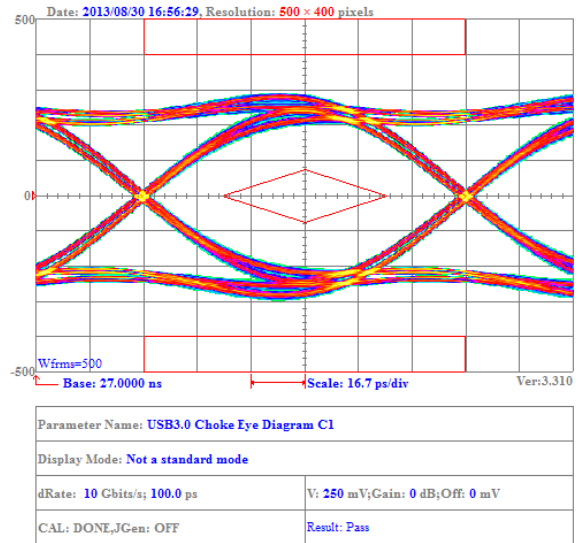 Date: 2013/08/30 16:56:29, Resolution: 500 × 400 pixels
500
0
-500
Wfrms=500
Base: 27.0000 ns
Scale: 16.7 ps/div
Ver:3.310
Parameter Name: USB3.0 Choke Eye Diagram C1
Display Mode: Not a standard mode
dRate: 10 Gbits/s; 100.0 ps
V: 250 mV;Gain: 0 dB;Off: 0 mV
CAL: DONE,JGen: OFF
Result: Pass